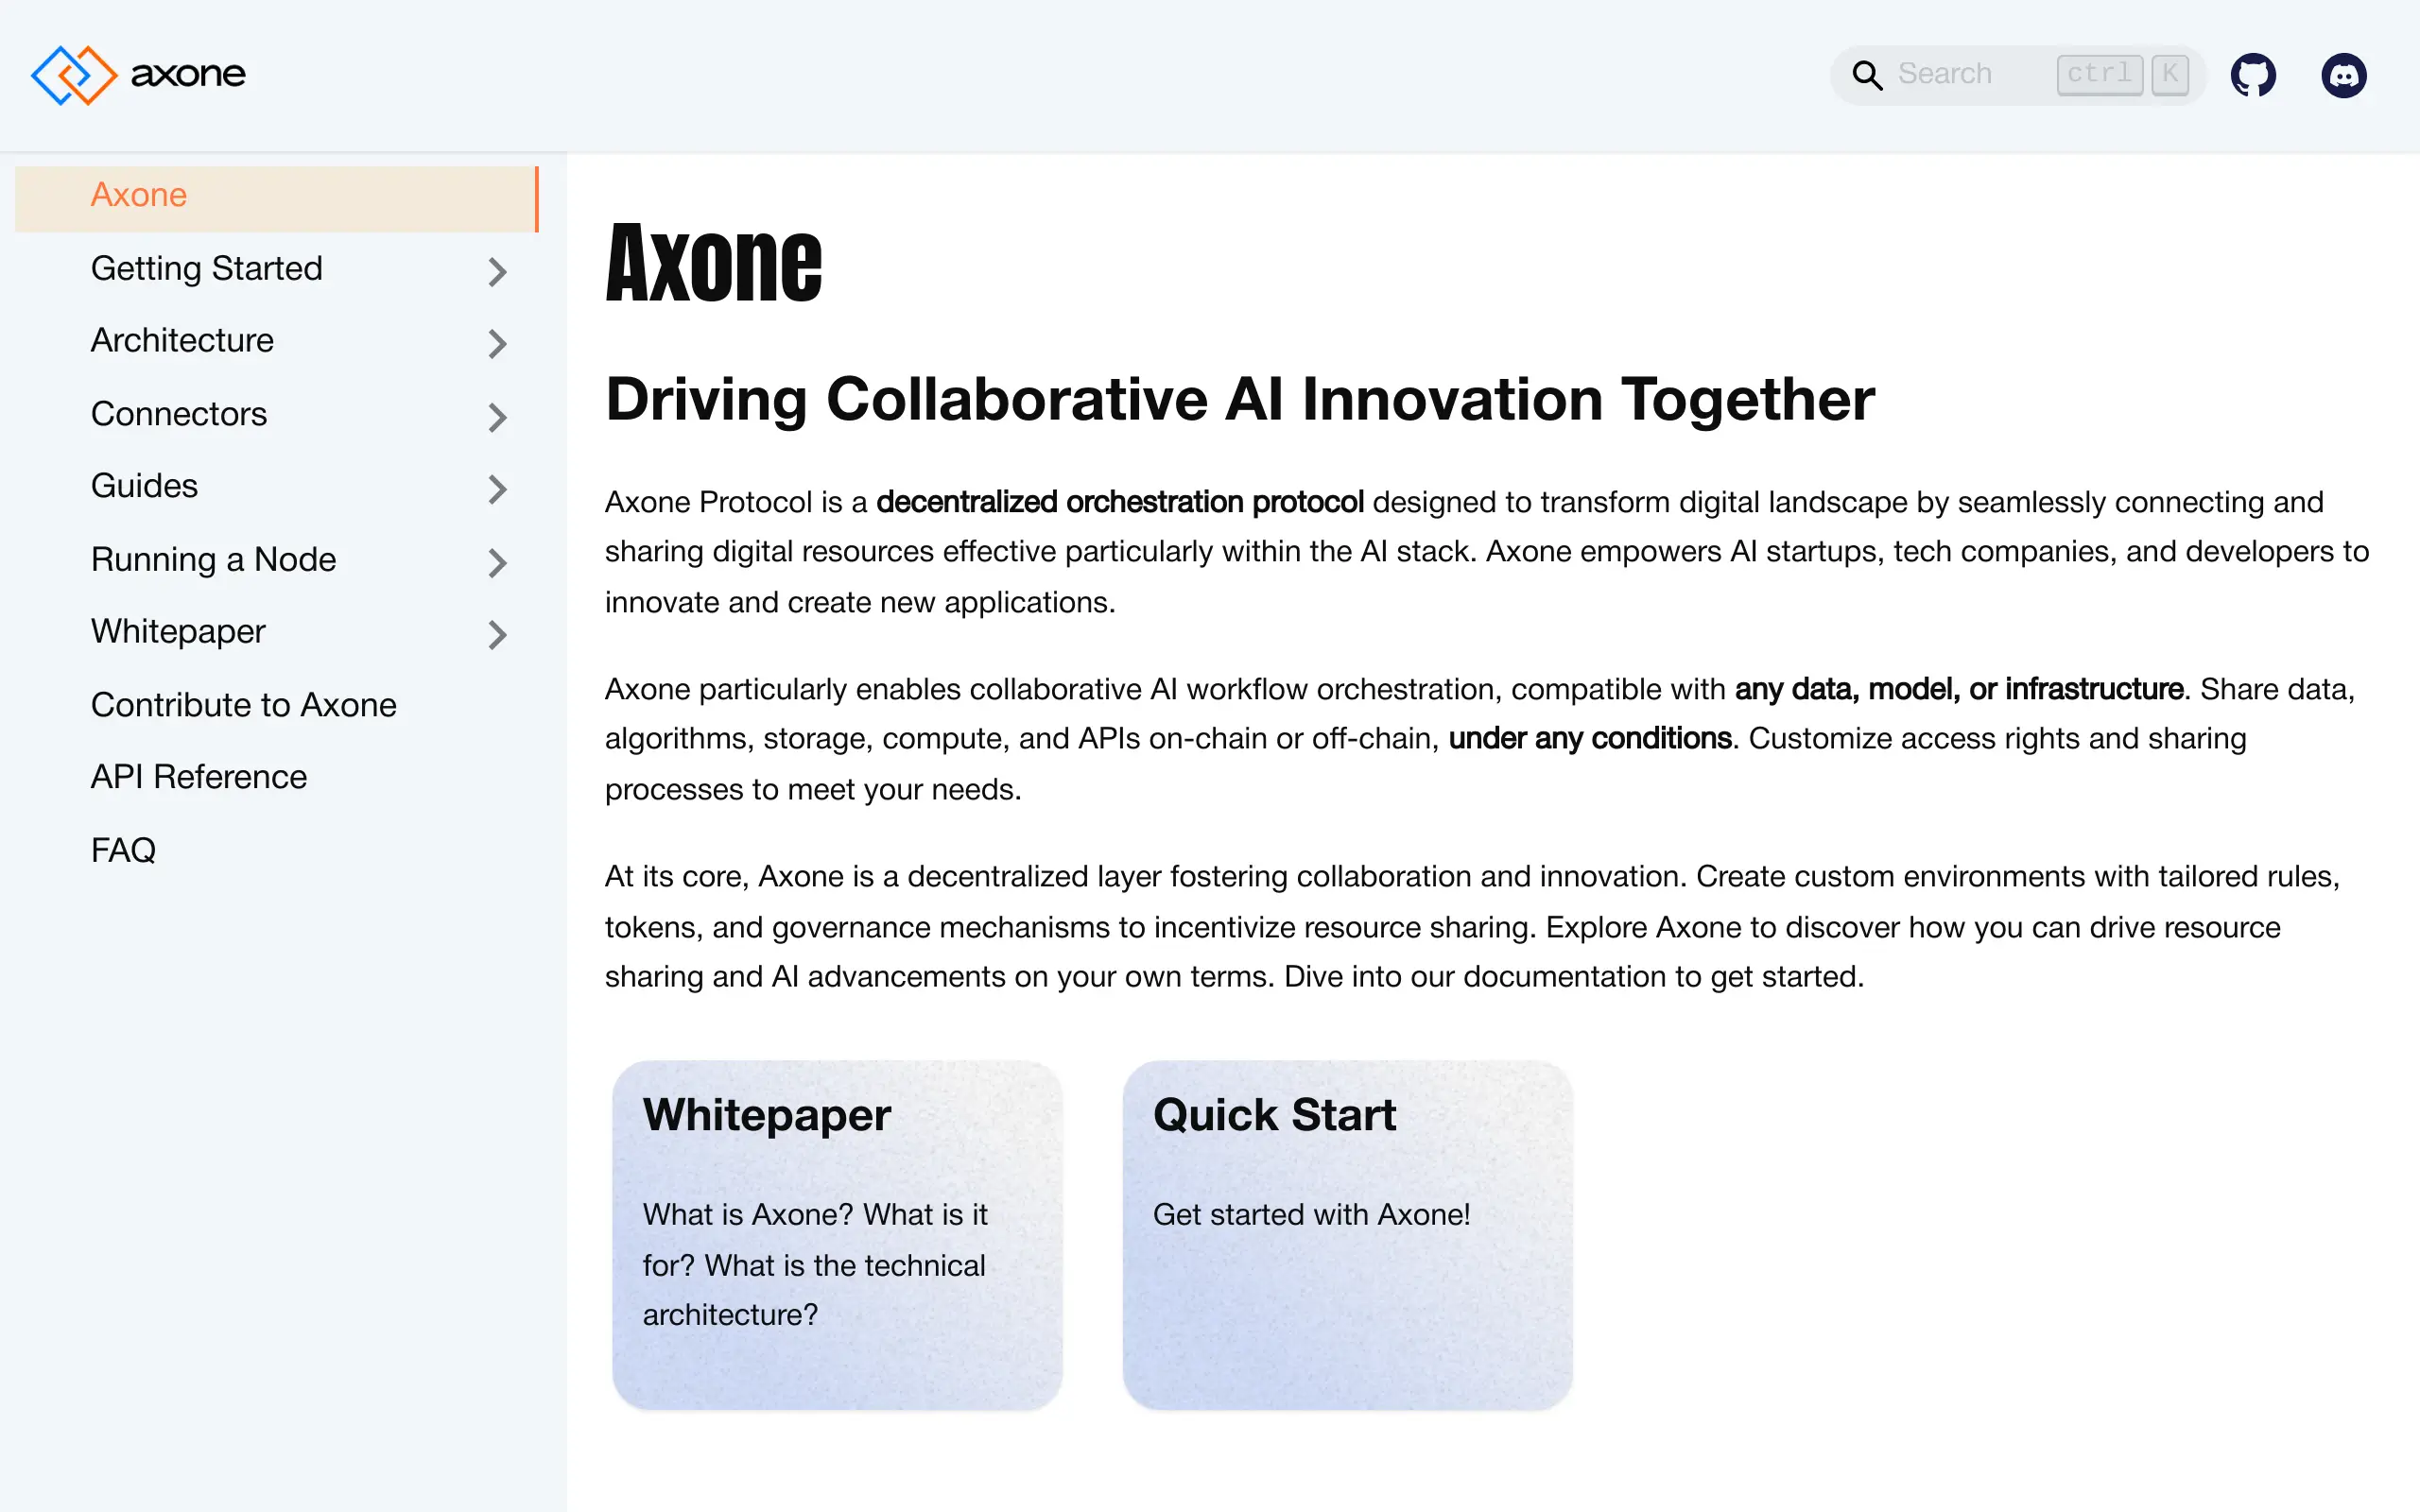 axone
Search ctrl K
Axone
Getting Started
Architecture
Connectors
Guides
Running a Node
Whitepaper
Contribute to Axone
API Reference
FAQ
Axone
Driving Collaborative AI Innovation Together
Axone Protocol is a decentralized orchestration protocol designed to transform digital landscape by seamlessly connecting and
sharing digital resources effective particularly within the AI stack. Axone empowers AI startups, tech companies, and developers to
innovate and create new applications.
Axone particularly enables collaborative AI workflow orchestration, compatible with any data, model, or infrastructure. Share data,
algorithms, storage, compute, and APIs on-chain or off-chain, under any conditions. Customize access rights and sharing
processes to meet your needs.
At its core, Axone is a decentralized layer fostering collaboration and innovation. Create custom environments with tailored rules,
tokens, and governance mechanisms to incentivize resource sharing. Explore Axone to discover how you can drive resource
sharing and AI advancements on your own terms. Dive into our documentation to get started.
Whitepaper
What is Axone? What is it
for? What is the technical
architecture?
Quick Start
Get started with Axone!